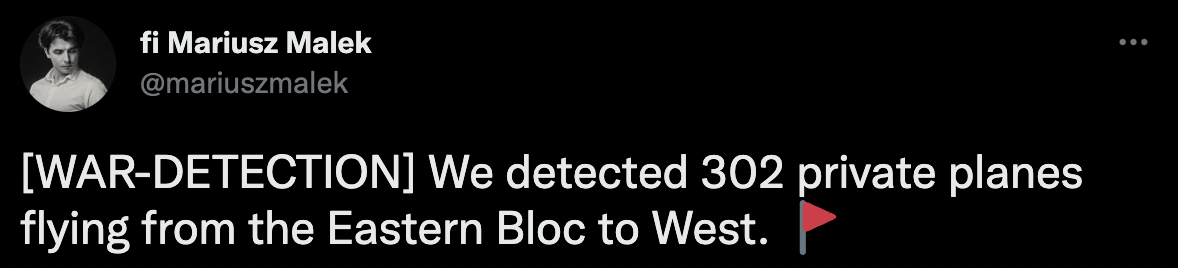 fi Mariusz Malek
@mariuszmalek
[WAR-DETECTION] We detected 302 private planes
flying from the Eastern Bloc to West. 🚩